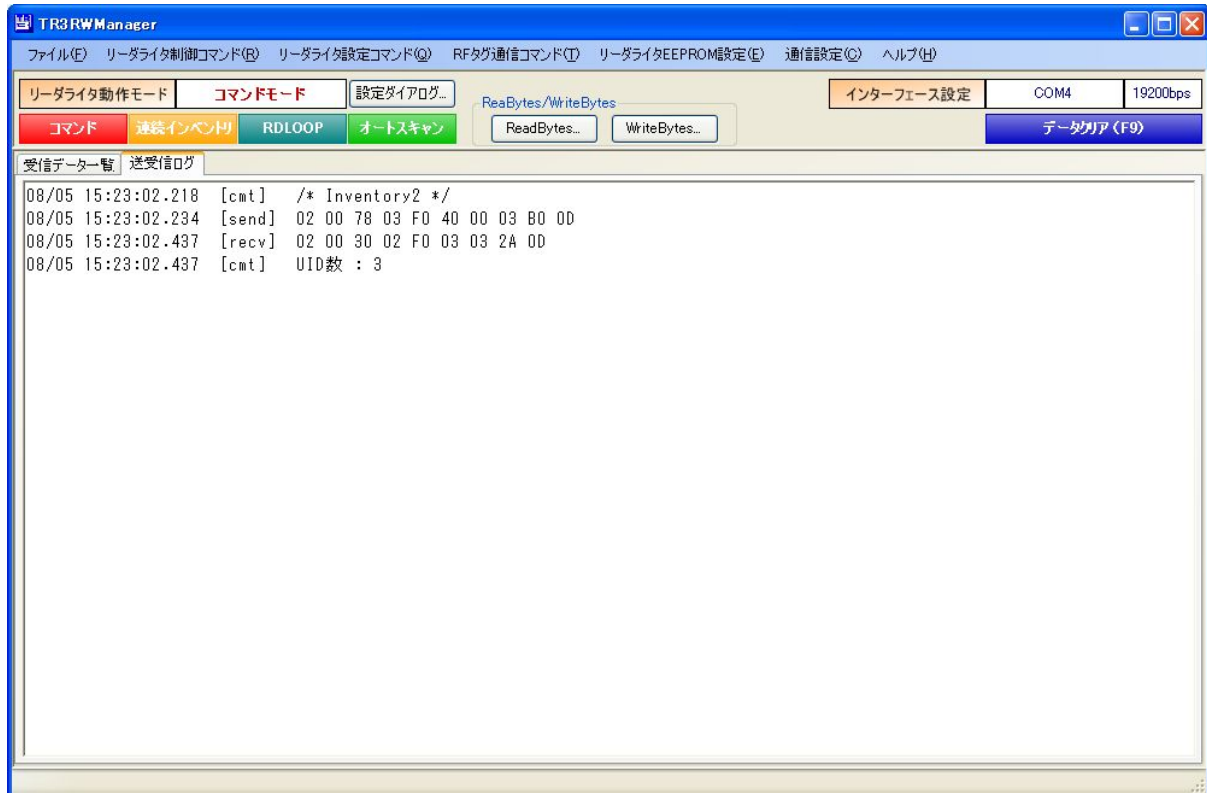 TR3RWManager
ファイル(F) リーダライタ制御コマンド(R) リーダライタ設定コマンド(Q) RFタグ通信コマンド(T) リーダライタEEPROM設定(E) 通信設定(C) ヘルプ(H)
リーダライタ動作モード コマンドモード 設定ダイアログ... ReaBytes/WriteBytes インターフェース設定 COM4 19200bps
コマンド 連続インベントリ RDLOOP オートスキャン ReadBytes... WriteBytes... データクリア(F9)
受信データ一覧 送受信ログ
08/05 15:23:02.218 [cmt] /* Inventory2 */
08/05 15:23:02.234 [send] 02 00 78 03 F0 40 00 03 B0 0D
08/05 15:23:02.437 [recv] 02 00 30 02 F0 03 03 2A 0D
08/05 15:23:02.437 [cmt] UID数 : 3